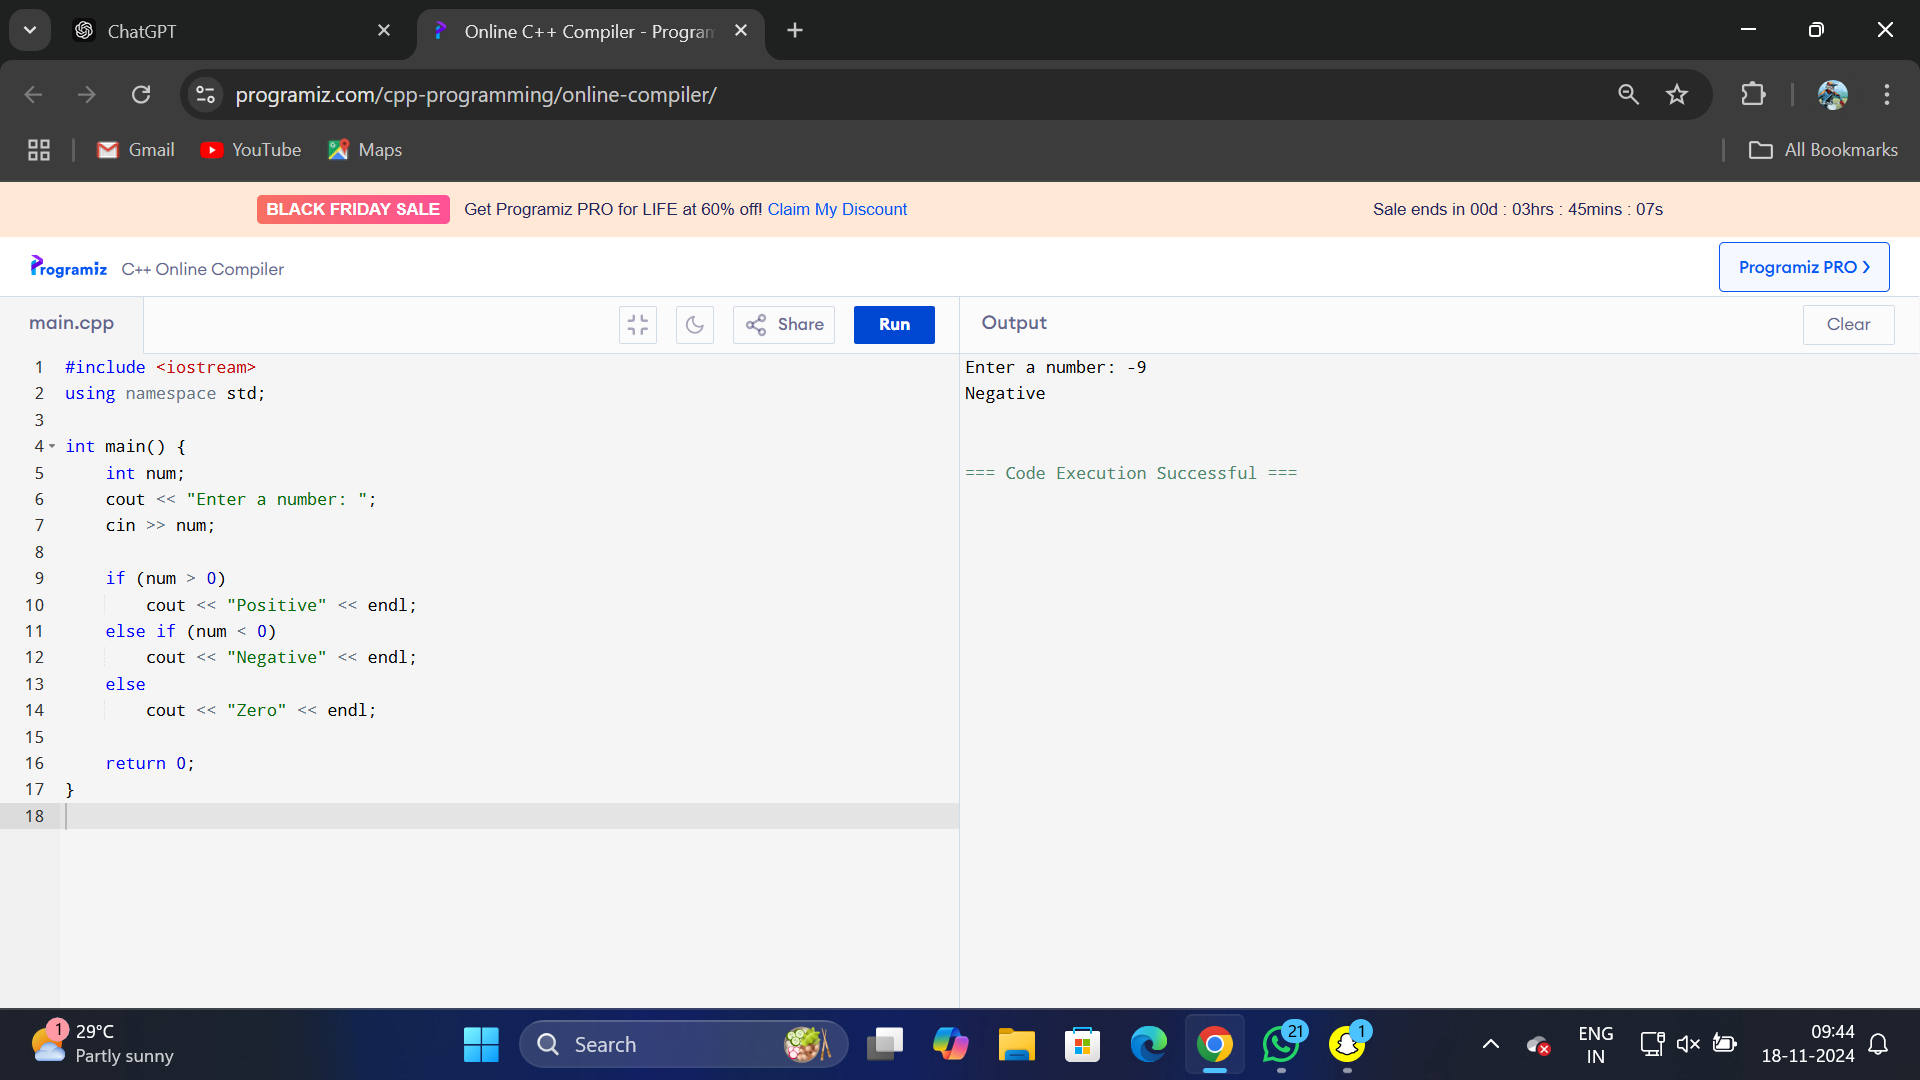 ChatGPT
Online C++ Compiler - Program
programiz.com/cpp-programming/online-compiler/
Gmail YouTube Maps All Bookmarks
BLACK FRIDAY SALE Get Programiz PRO for LIFE at 60% off! Claim My Discount Sale ends in 00d : 03hrs : 45mins : 07s
Programiz C++ Online Compiler Programiz PRO >
main.cpp Share Run Output Clear
1 #include <iostream>
2 using namespace std;
3
4 int main() {
5     int num;
6     cout << "Enter a number: ";
7     cin >> num;
8
9     if (num > 0)
10         cout << "Positive" << endl;
11     else if (num < 0)
12         cout << "Negative" << endl;
13     else
14         cout << "Zero" << endl;
15
16     return 0;
17 }
18
Enter a number: -9
Negative
=== Code Execution Successful ===
1 29°C
Partly sunny
Search
21
1
ENG
IN
09:44
18-11-2024